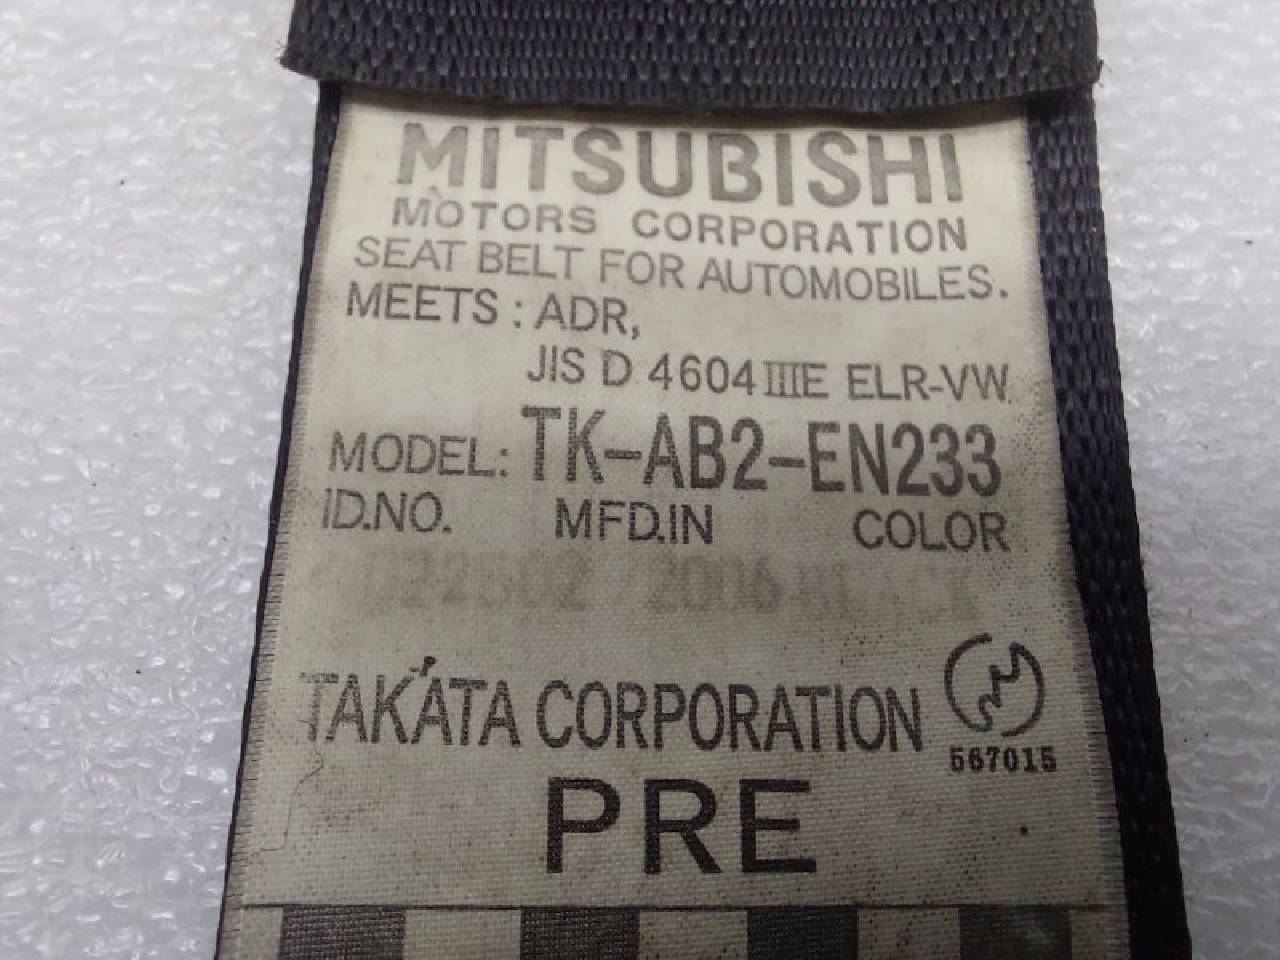 MITSUBISHI
MOTORS CORPORATION
SEAT BELT FOR AUTOMOBILES.
MEETS : ADR,
JIS D 4604 IIIE ELR-VW
MODEL: TK-AB2-EN233
ID.NO. MFD.IN COLOR
2006
TAKATA CORPORATION
567015
PRE